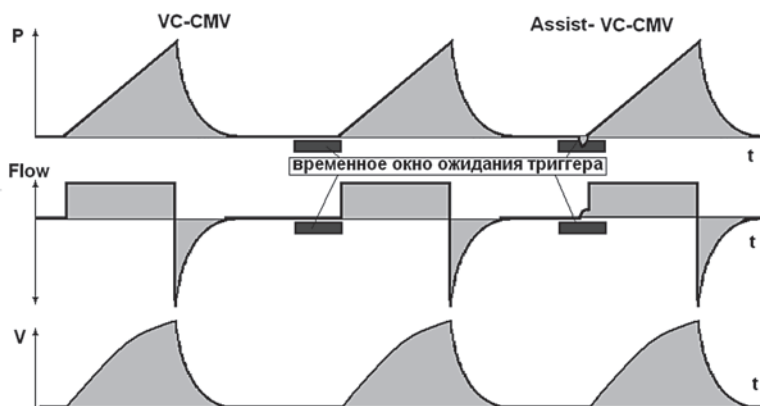 VC-CMV
Assist- VC-CMV
P
t
временное окно ожидания триггера
Flow
t
V
t